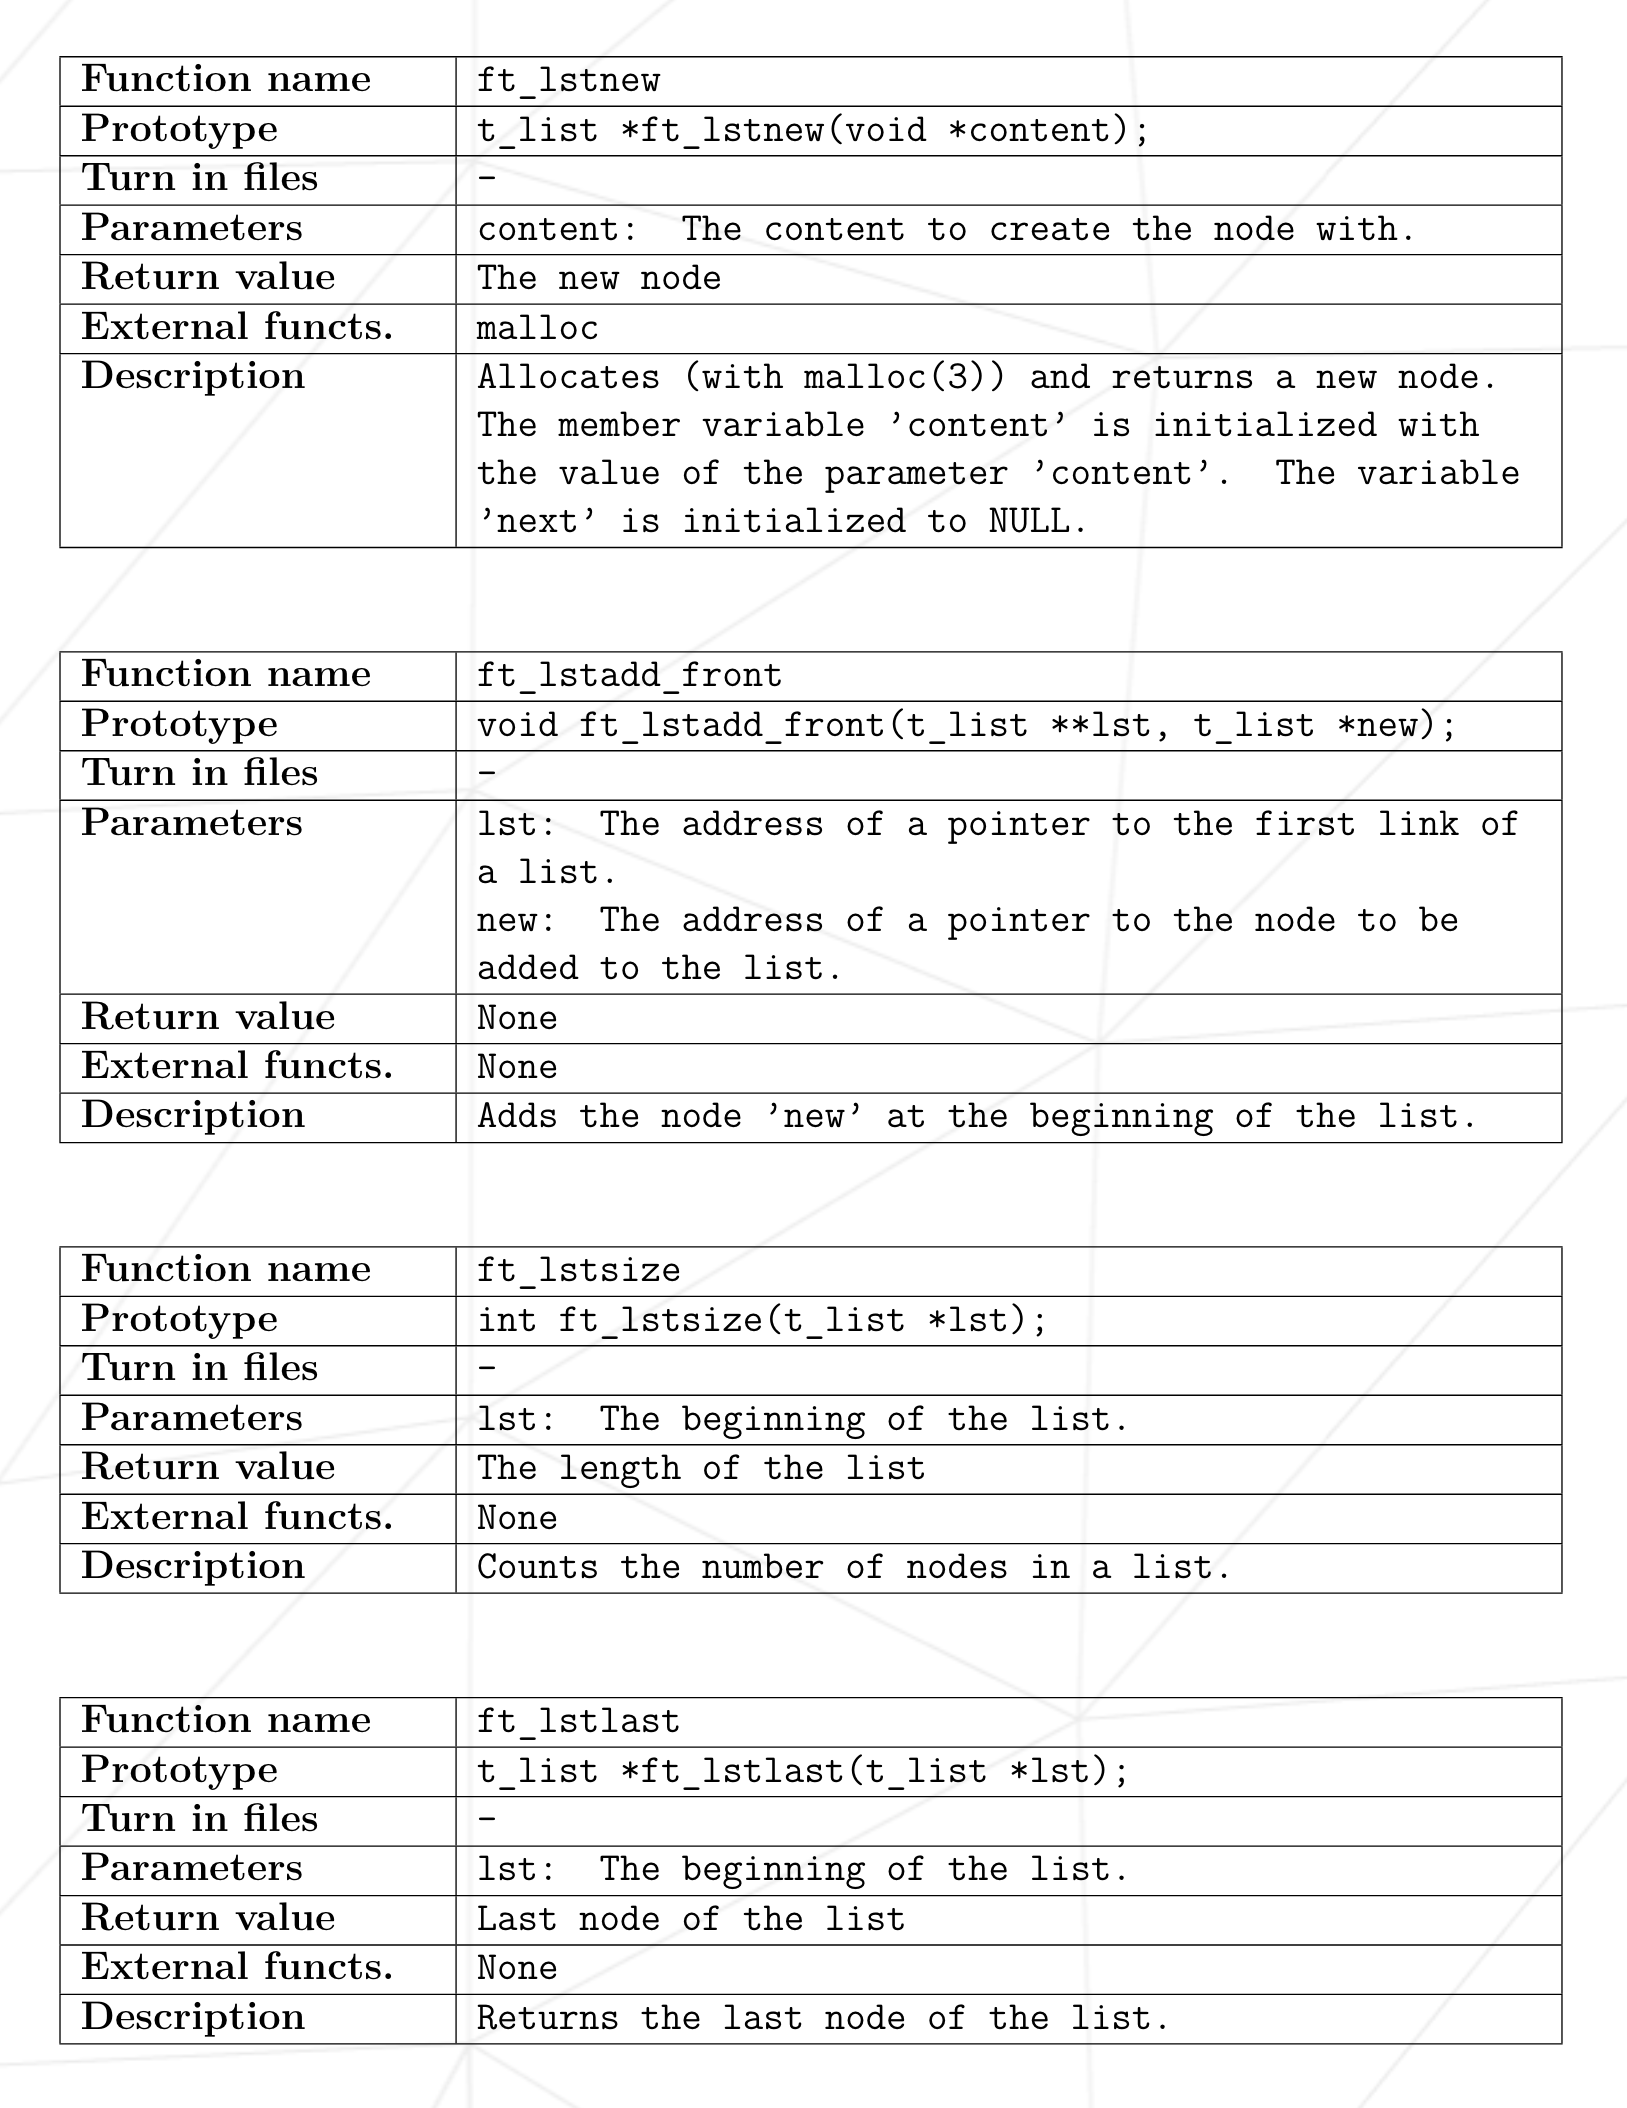 Function name ft_lstnew
Prototype t_list *ft_lstnew(void *content);
Turn in files -
Parameters content: The content to create the node with.
Return value The new node
External functs. malloc
Description Allocates (with malloc(3)) and returns a new node.
The member variable ’content’ is initialized with
the value of the parameter ’content’. The variable
’next’ is initialized to NULL.
Function name ft_lstadd_front
Prototype void ft_lstadd_front(t_list **lst, t_list *new);
Turn in files -
Parameters lst: The address of a pointer to the first link of
a list.
new: The address of a pointer to the node to be
added to the list.
Return value None
External functs. None
Description Adds the node ’new’ at the beginning of the list.
Function name ft_lstsize
Prototype int ft_lstsize(t_list *lst);
Turn in files -
Parameters lst: The beginning of the list.
Return value The length of the list
External functs. None
Description Counts the number of nodes in a list.
Function name ft_lstlast
Prototype t_list *ft_lstlast(t_list *lst);
Turn in files -
Parameters lst: The beginning of the list.
Return value Last node of the list
External functs. None
Description Returns the last node of the list.